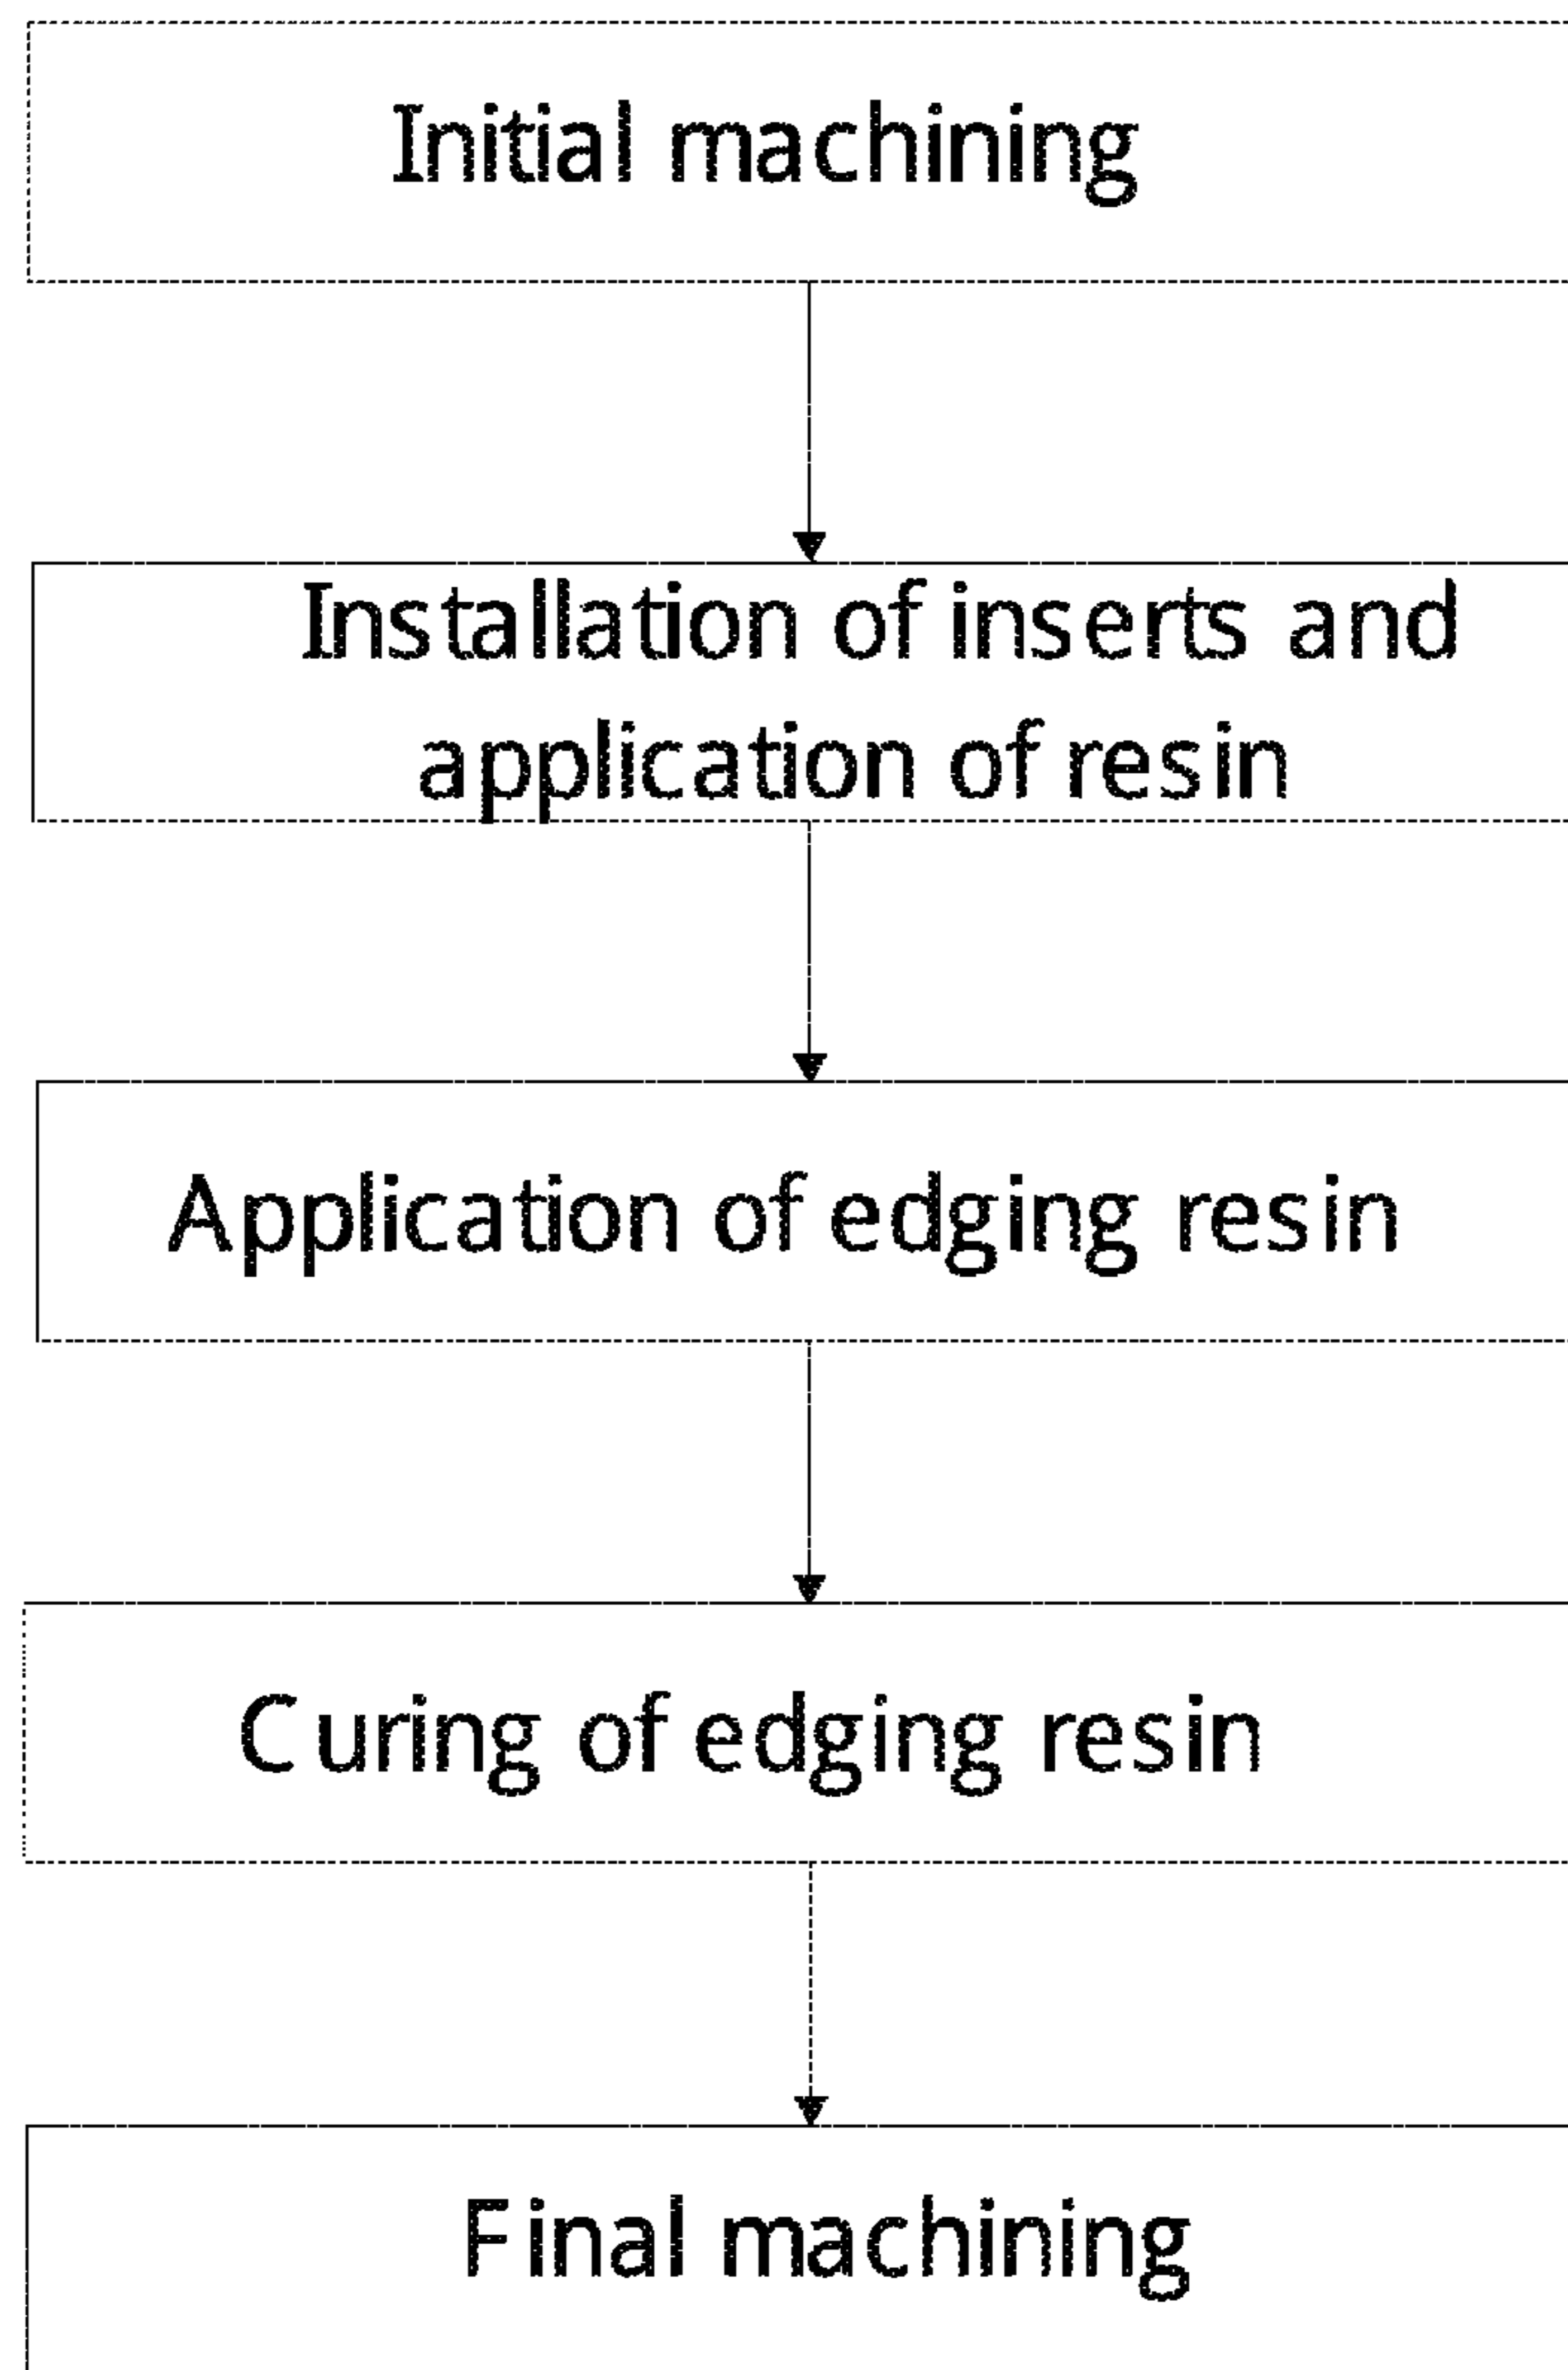 Initial machining
Installation of inserts and
application of resin
Application of edging resin
Curing of edging resin
Final machining